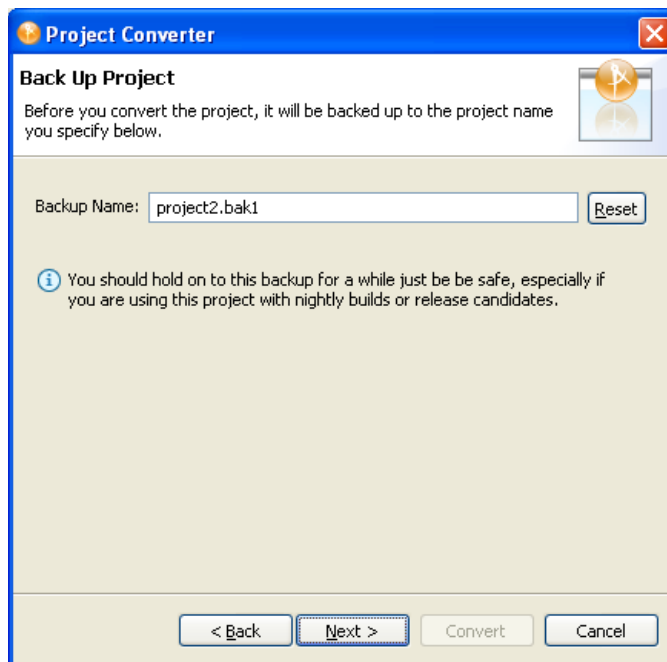 Project Converter
Back Up Project
Before you convert the project, it will be backed up to the project name
you specify below.
Backup Name: project2.bak1 Reset
You should hold on to this backup for a while just be be safe, especially if
you are using this project with nightly builds or release candidates.
< Back Next > Convert Cancel